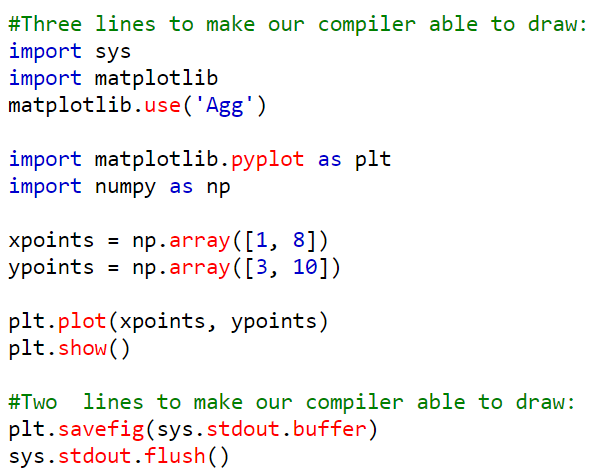 #Three lines to make our compiler able to draw:
import sys
import matplotlib
matplotlib.use('Agg')
import matplotlib.pyplot as plt
import numpy as np
xpoints = np.array([1, 8])
ypoints = np.array([3, 10])
plt.plot(xpoints, ypoints)
plt.show()
#Two  lines to make our compiler able to draw:
plt.savefig(sys.stdout.buffer)
sys.stdout.flush()